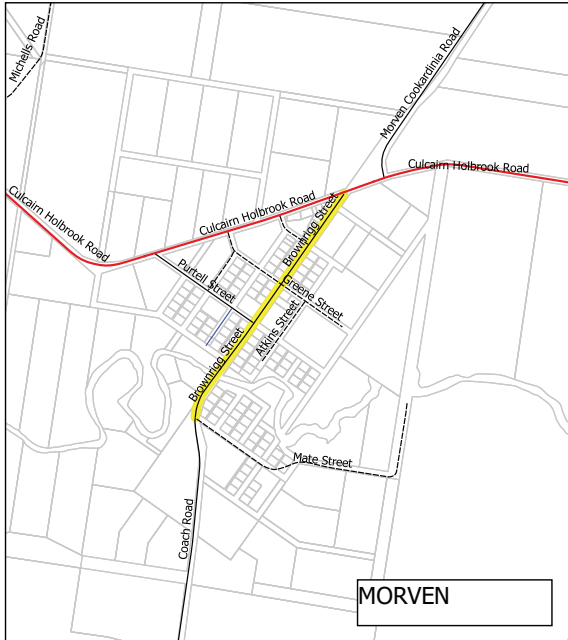 Michells Road
Morven Cookardinia Road
Culcairn Holbrook Road
Culcairn Holbrook Road
Culcairn Holbrook Road
Brownrigg Street
Purtell Street
Greene Street
Atkins Street
Brownrigg Street
Mate Street
Coach Road
MORVEN